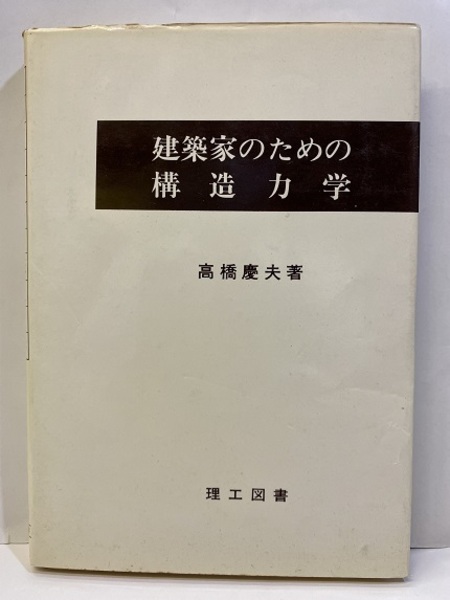 建築家のための
構造力学
高橋慶夫著
理工図書